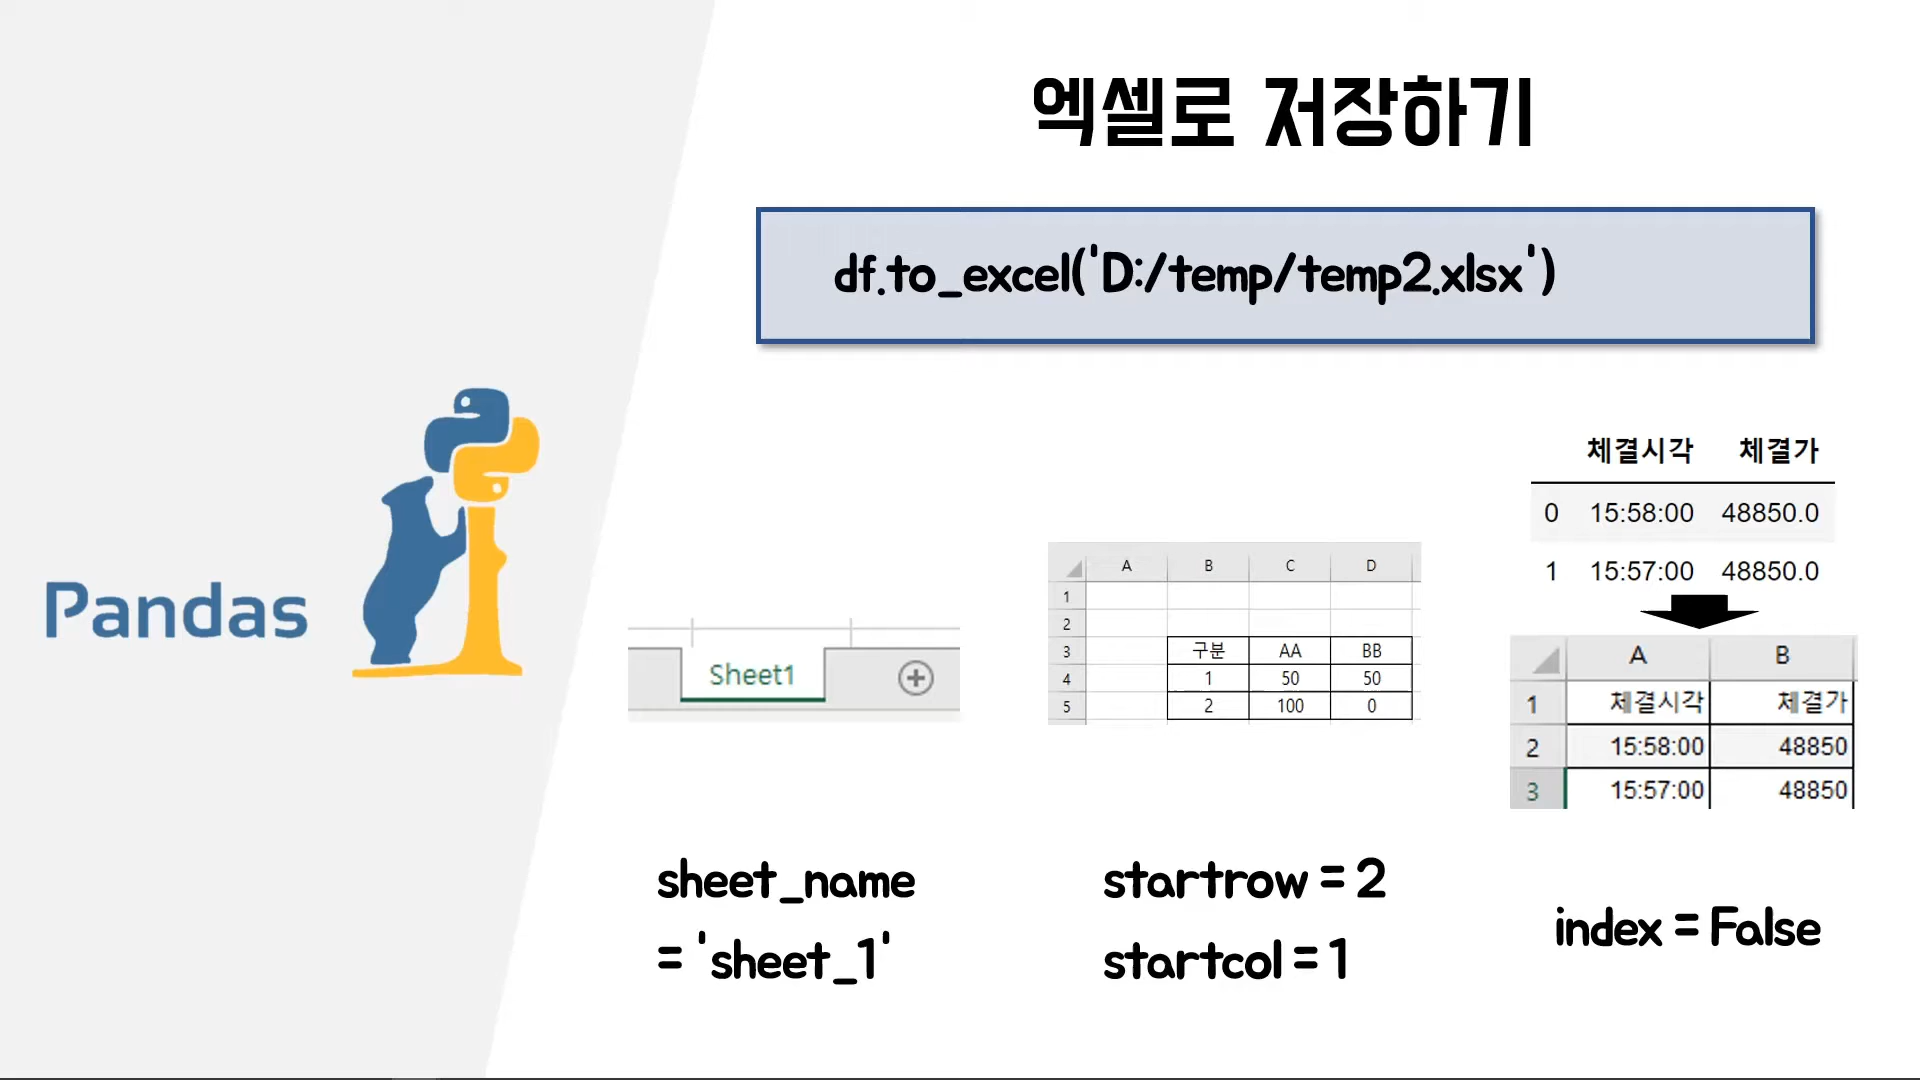 엑셀로 저장하기
df.to_excel('D:/temp/temp2.xlsx')
Pandas
Sheet1
A B C D
1
2
3 구분 AA BB
4 1 50 50
5 2 100 0
체결시각 체결가
0 15:58:00 48850.0
1 15:57:00 48850.0
A B
1 체결시각 체결가
2 15:58:00 48850
3 15:57:00 48850
sheet_name
= 'sheet_1'
startrow = 2
startcol = 1
index = False